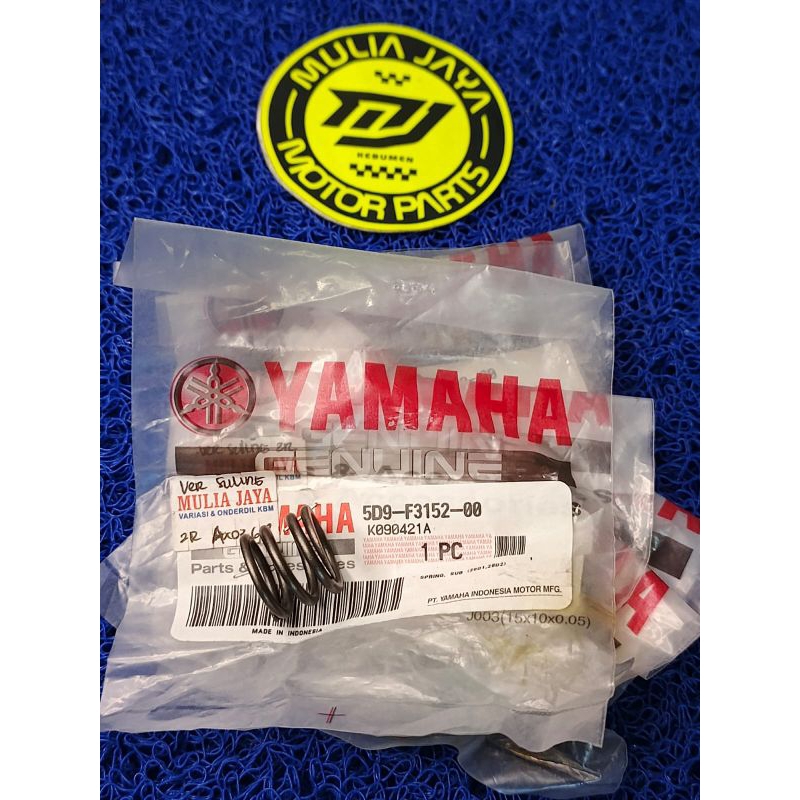 MULIA JAYA
MJ
KEBUMEN
MOTOR PARTS
YAMAHA
GENUINE
VER SULING
MULIA JAYA
VARIASI & ONDERDIL KBM
2R
YAMAHA
Parts & Accessories
5D9-F3152-00
K090421A
1 PC
SPRING, SUB
PT. YAMAHA INDONESIA MOTOR MFG.
MADE IN INDONESIA
J003(15x10x0.05)